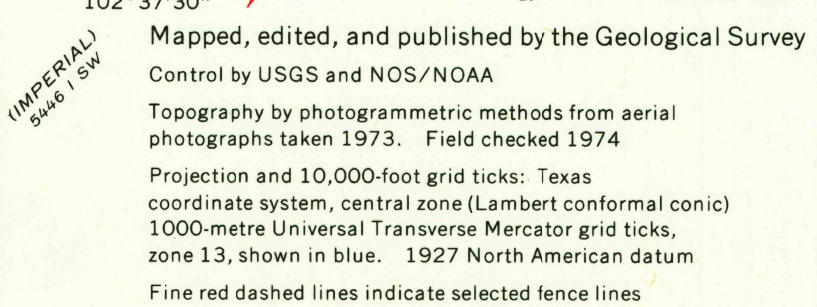 102°37'30"
(IMPERIAL)
5446 I SW
Mapped, edited, and published by the Geological Survey
Control by USGS and NOS/NOAA
Topography by photogrammetric methods from aerial
photographs taken 1973. Field checked 1974
Projection and 10,000-foot grid ticks: Texas
coordinate system, central zone (Lambert conformal conic)
1000-metre Universal Transverse Mercator grid ticks,
zone 13, shown in blue. 1927 North American datum
Fine red dashed lines indicate selected fence lines